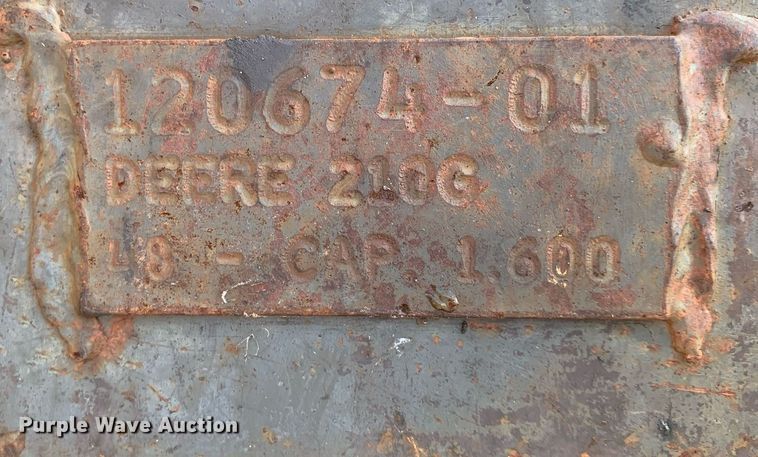 120674-01
DEERE 210G
48 - CAP. 1.600
Purple Wave Auction